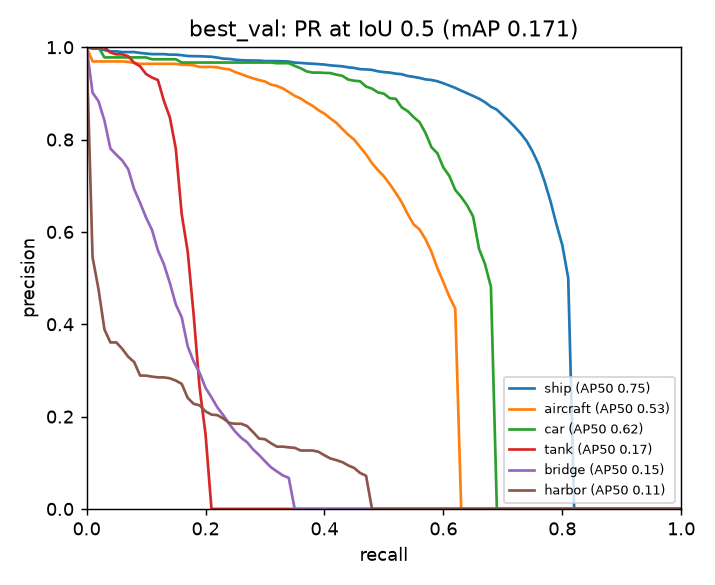 best_val: PR at IoU 0.5 (mAP 0.171)
1.0
0.8
0.6
0.4
0.2
0.0
precision
0.0 0.2 0.4 0.6 0.8 1.0
recall
ship (AP50 0.75)
aircraft (AP50 0.53)
car (AP50 0.62)
tank (AP50 0.17)
bridge (AP50 0.15)
harbor (AP50 0.11)